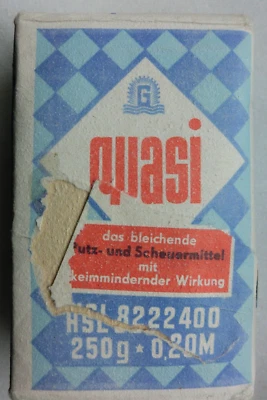 G
quasi
das bleichende
Putz- und Scheuermittel
mit
keimmindernder Wirkung
HSL 8222400
250g * 0,20M